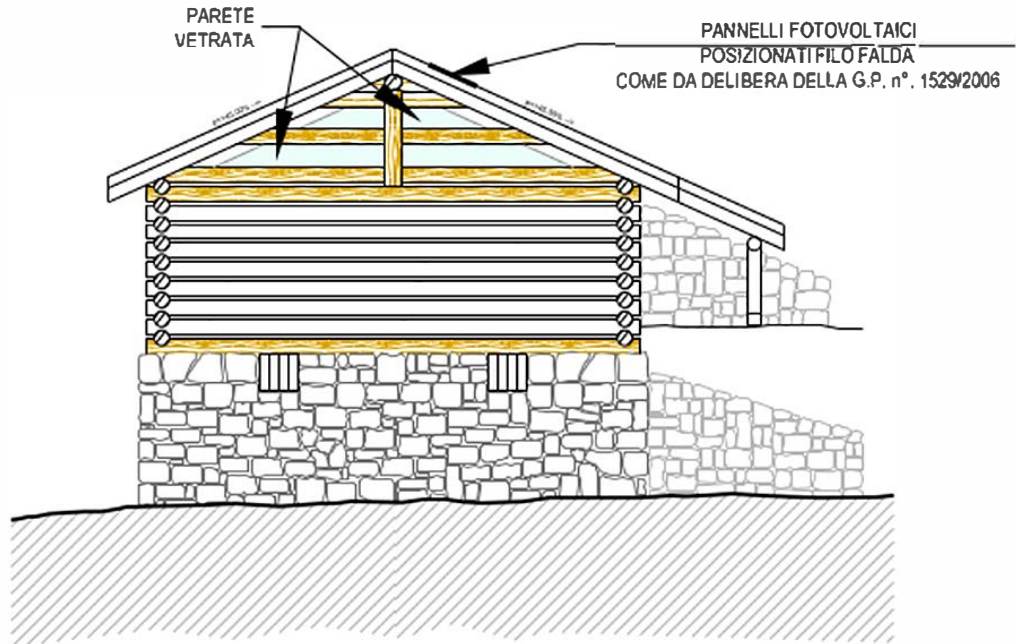 PARETE
VETRATA
PANNELLI FOTOVOLTAICI
POSIZIONATI FILO FALDA
COME DA DELIBERA DELLA G.P. n°. 1529/2006